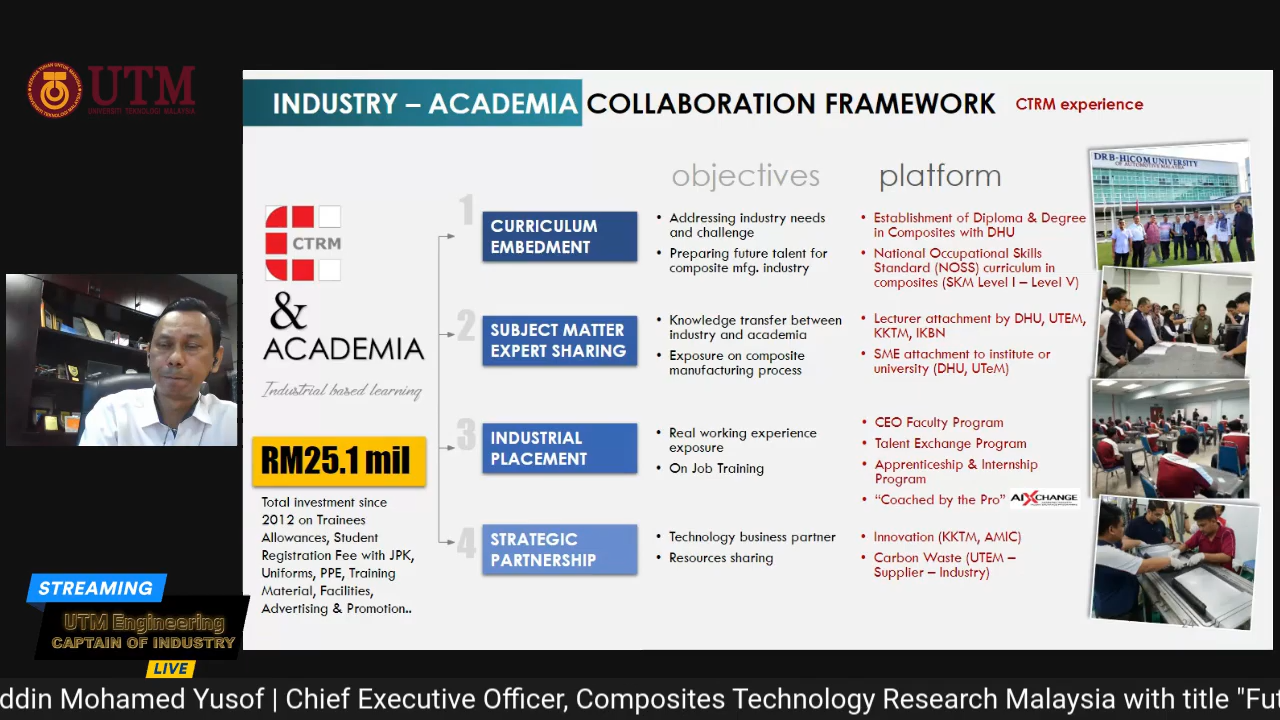 UTM
UNIVERSITI TEKNOLOGI MALAYSIA
INDUSTRY – ACADEMIA COLLABORATION FRAMEWORK
CTRM experience
objectives
platform
CTRM
&
ACADEMIA
Industrial based learning
RM25.1 mil
Total investment since
2012 on Trainees
Allowances, Student
Registration Fee with JPK,
Uniforms, PPE, Training
Material, Facilities,
Advertising & Promotion..
1
CURRICULUM
EMBEDMENT
• Addressing industry needs
and challenge
• Preparing future talent for
composite mfg. industry
• Establishment of Diploma & Degree
in Composites with DHU
• National Occupational Skills
Standard (NOSS) curriculum in
composites (SKM Level I – Level V)
2
SUBJECT MATTER
EXPERT SHARING
• Knowledge transfer between
industry and academia
• Exposure on composite
manufacturing process
• Lecturer attachment by DHU, UTEM,
KKTM, IKBN
• SME attachment to institute or
university (DHU, UTeM)
3
INDUSTRIAL
PLACEMENT
• Real working experience
exposure
• On Job Training
• CEO Faculty Program
• Talent Exchange Program
• Apprenticeship & Internship
Program
• “Coached by the Pro”
AIXCHANGE
4
STRATEGIC
PARTNERSHIP
• Technology business partner
• Resources sharing
• Innovation (KKTM, AMIC)
• Carbon Waste (UTEM –
Supplier – Industry)
DRB-HICOM UNIVERSITY
OF AUTOMOTIVE MALAYSIA
STREAMING
UTM Engineering
CAPTAIN OF INDUSTRY
LIVE
ddin Mohamed Yusof | Chief Executive Officer, Composites Technology Research Malaysia with title "Fu